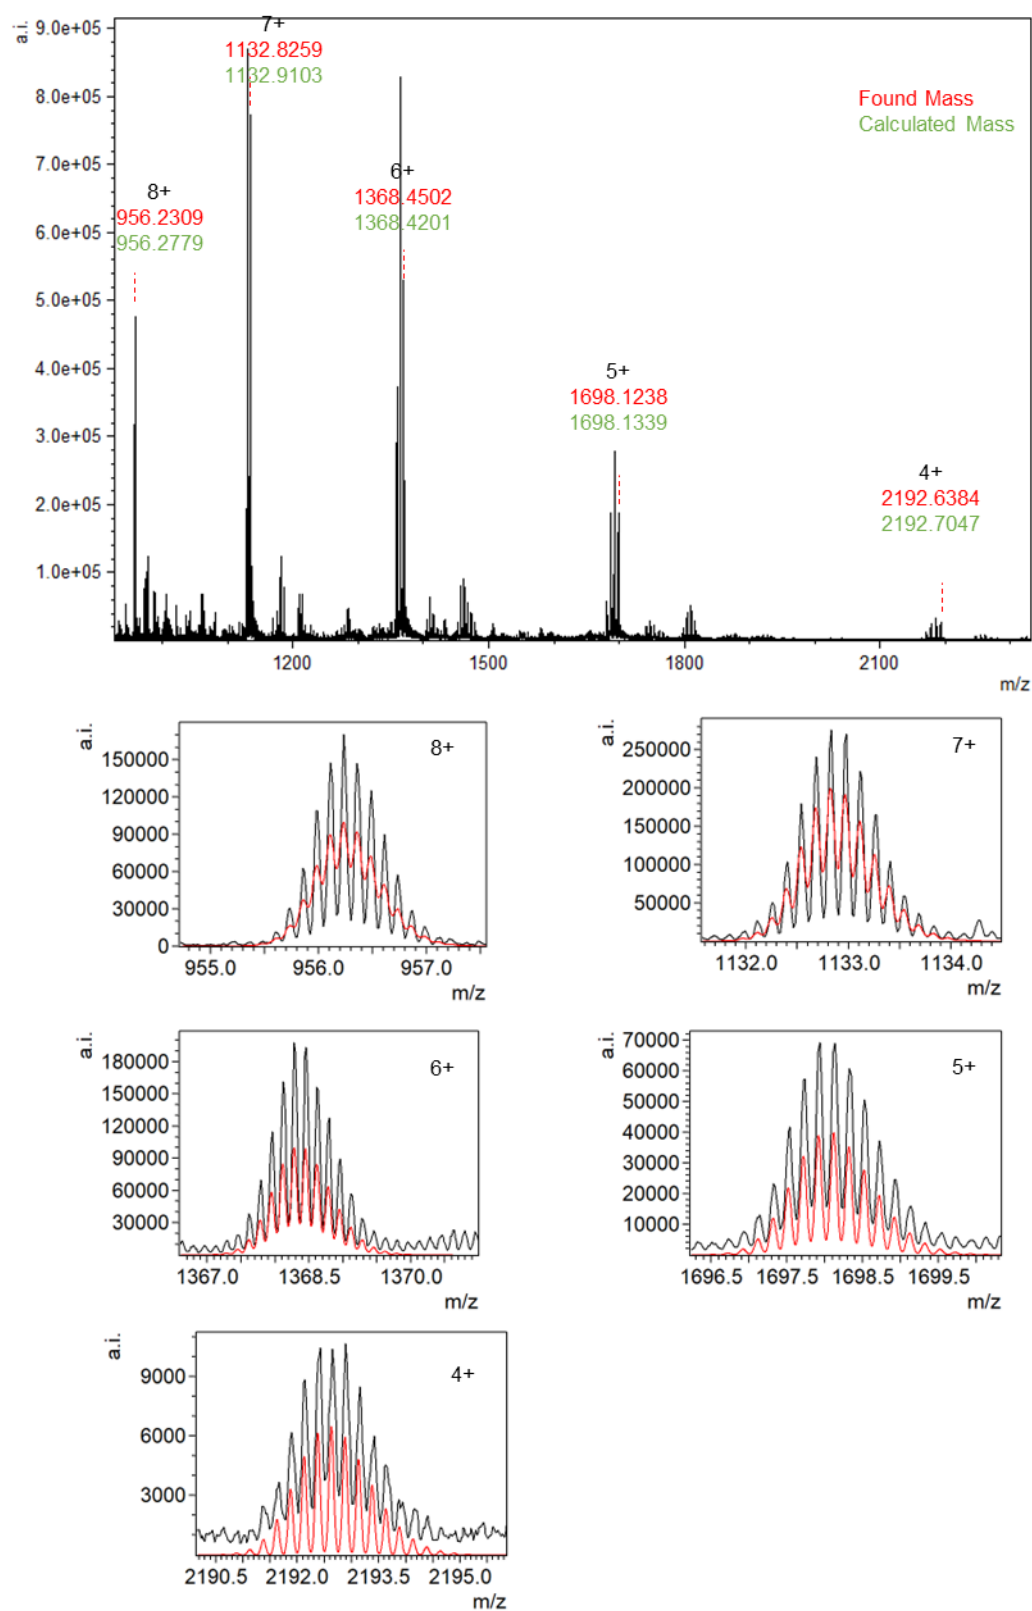 a.i.
9.0e+05
8.0e+05
7.0e+05
6.0e+05
5.0e+05
4.0e+05
3.0e+05
2.0e+05
1.0e+05
8+
956.2309
956.2779
7+
1132.8259
1132.9103
6+
1368.4502
1368.4201
5+
1698.1238
1698.1339
4+
2192.6384
2192.7047
Found Mass
Calculated Mass
1200 1500 1800 2100
m/z
a.i.
8+
150000
120000
90000
60000
30000
0
955.0 956.0 957.0
m/z
a.i.
7+
250000
200000
150000
100000
50000
1132.0 1133.0 1134.0
m/z
a.i.
6+
180000
150000
120000
90000
60000
30000
1367.0 1368.5 1370.0
m/z
a.i.
5+
70000
60000
50000
40000
30000
20000
10000
1696.5 1697.5 1698.5 1699.5
m/z
a.i.
4+
9000
6000
3000
2190.5 2192.0 2193.5 2195.0
m/z